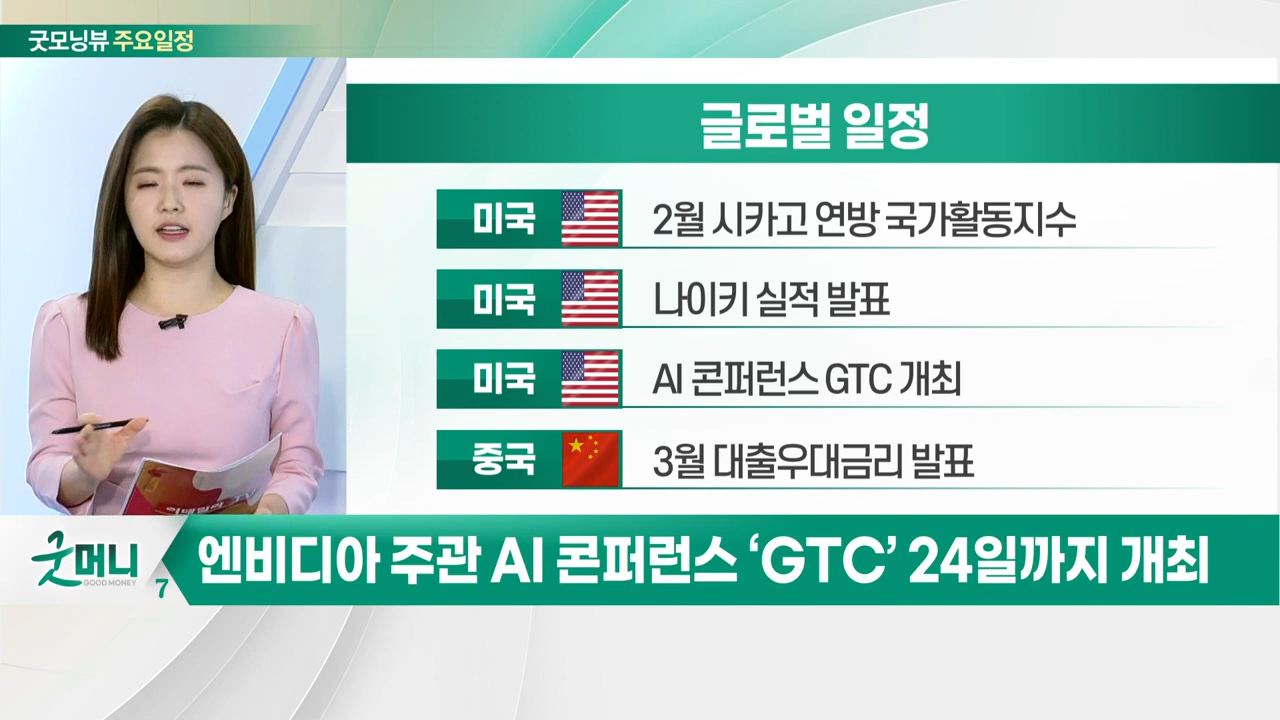 굿모닝뷰 주요일정
글로벌 일정
미국 2월 시카고 연방 국가활동지수
미국 나이키 실적 발표
미국 AI 콘퍼런스 GTC 개최
중국 3월 대출우대금리 발표
굿머니
GOOD MONEY
7
엔비디아 주관 AI 콘퍼런스 ‘GTC’ 24일까지 개최